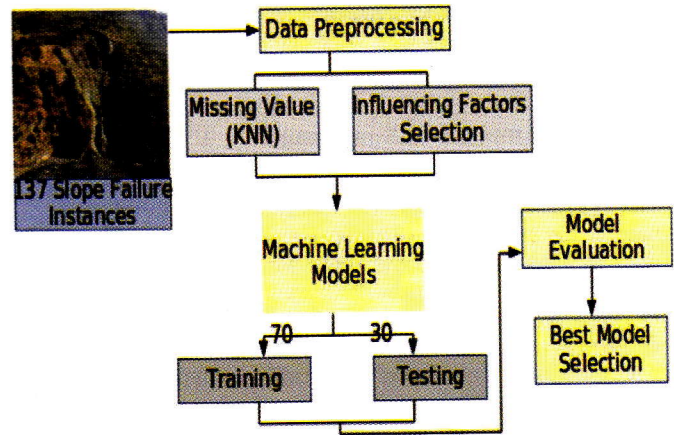 Data Preprocessing
Missing Value
(KNN)
Influencing Factors
Selection
137 Slope Failure
Instances
Machine Learning
Models
70
30
Training
Testing
Model
Evaluation
Best Model
Selection